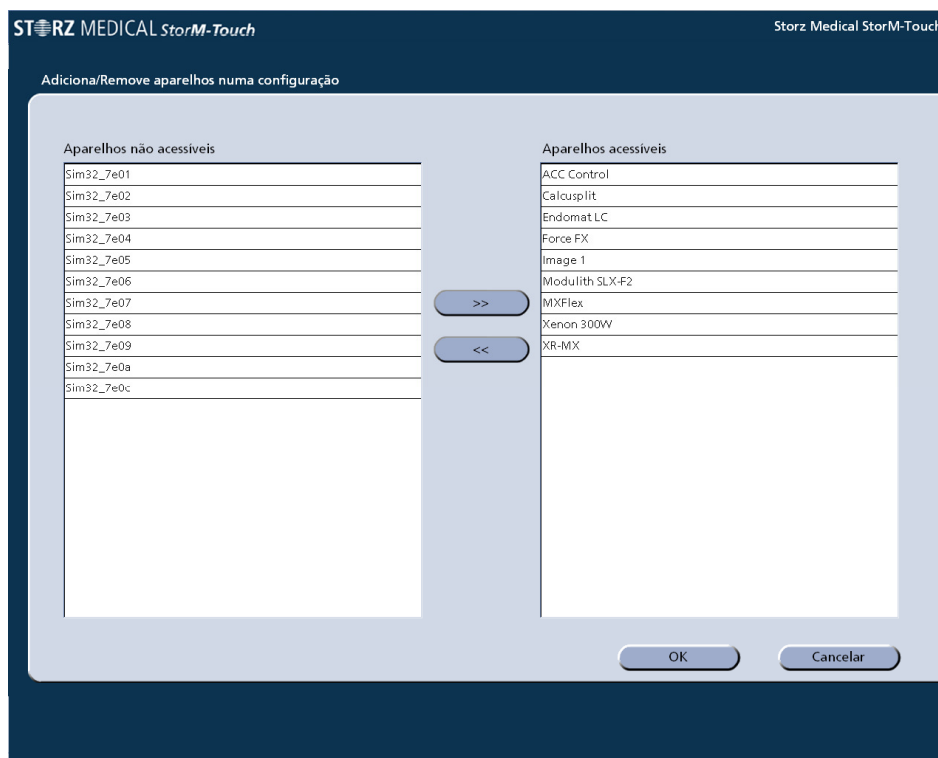 STORZ MEDICAL StorM-Touch
Storz Medical StorM-Touch
Adiciona/Remove aparelhos numa configuração
Aparelhos não acessíveis
Sim32_7e01
Sim32_7e02
Sim32_7e03
Sim32_7e04
Sim32_7e05
Sim32_7e06
Sim32_7e07
Sim32_7e08
Sim32_7e09
Sim32_7e0a
Sim32_7e0c
>>
<<
Aparelhos acessíveis
ACC Control
Calcusplit
Endomat LC
Force FX
Image 1
Modulith SLX-F2
MXFlex
Xenon 300W
XR-MX
OK
Cancelar